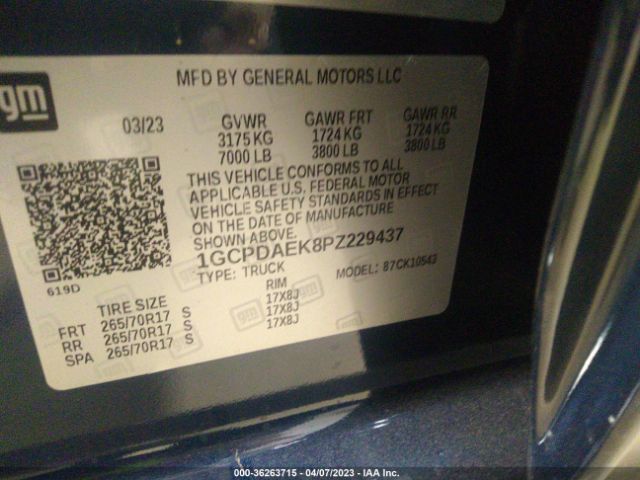 gm
MFD BY GENERAL MOTORS LLC
03/23 GVWR GAWR FRT GAWR RR
3175 KG 1724 KG 1724 KG
7000 LB 3800 LB 3800 LB
THIS VEHICLE CONFORMS TO ALL
APPLICABLE U.S. FEDERAL MOTOR
VEHICLE SAFETY STANDARDS IN EFFECT
ON THE DATE OF MANUFACTURE
SHOWN ABOVE.
1GCPDAEK8PZ229437
619D TYPE: TRUCK MODEL: 87CK10543
TIRE SIZE RIM
FRT 265/70R17 S 17X8J
RR 265/70R17 S 17X8J
SPA 265/70R17 S 17X8J
000-36263715 - 04/07/2023 - IAA Inc.